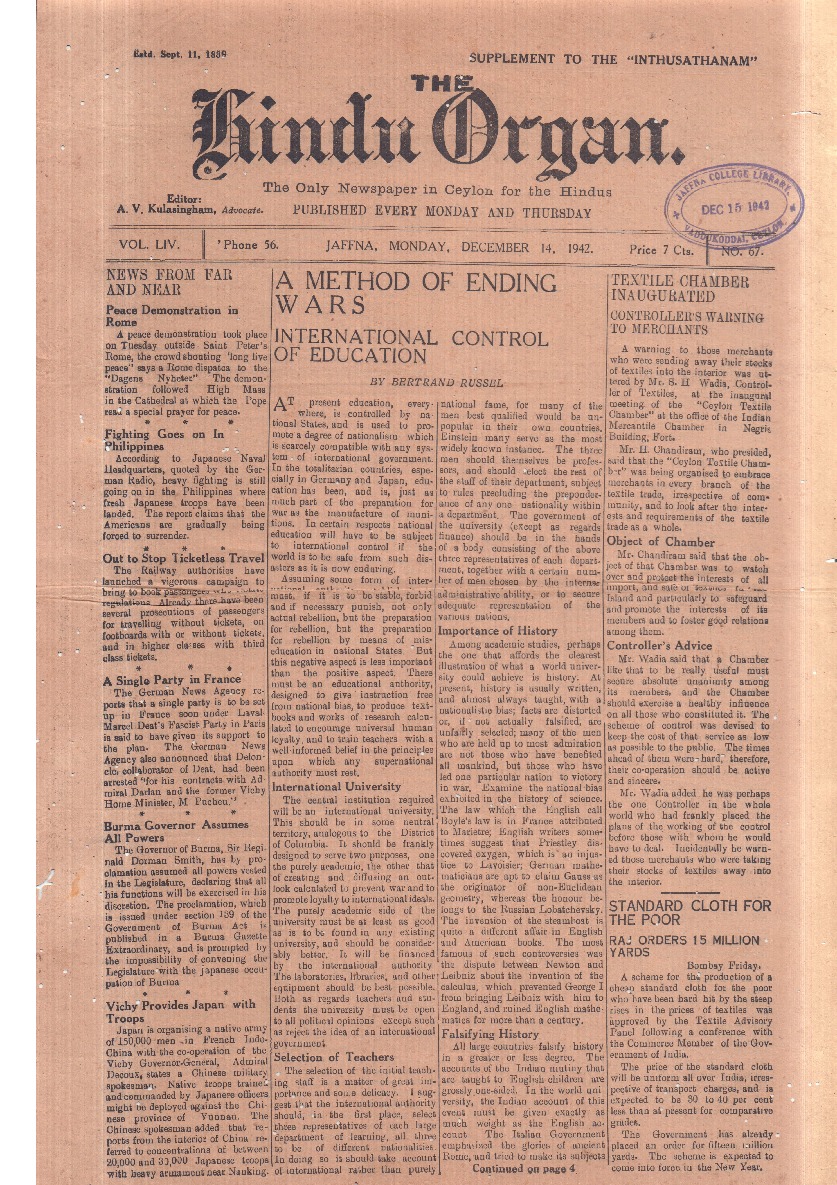 Estd. Sept. 11, 1889
SUPPLEMENT TO THE "INTHUSATHANAM"
THE
Hindu Organ.
The Only Newspaper in Ceylon for the Hindus
Editor:
A. V. Kulasingham, Advocate.
PUBLISHED EVERY MONDAY AND THURSDAY
JAFFNA COLLEGE LIBRARY.
DEC 15 1942
VADDUKODDAI, CEYLON.
VOL. LIV.
'Phone 56.
JAFFNA, MONDAY, DECEMBER 14, 1942.
Price 7 Cts.
NO. 67.
NEWS FROM FAR
AND NEAR
Peace Demonstration in
Rome
A peace demonstration took place
on Tuesday outside Saint Peter's
Rome, the crowd shouting 'long live
peace" says a Rome dispatca to the
"Dagens Nyheter" The demon-
stration followed High Mass
in the Cathedral at which the Pope
read a special prayer for peace.
* * *
Fighting Goes on In
Philippines
According to Japanese Naval
Headquarters, quoted by the Ger-
man Radio, heavy fighting is still
going on in the Philippines where
fresh Japanese troops have been
landed. The report claims that the
Americans are gradually being
forced to surrender.
* * *
Out to Stop Ticketless Travel
The Railway authorities have
launched a vigorous campaign to
bring to book passengers
regulations. Already there have been
several prosecutions of passengers
for travelling without tickets, on
footboards with or without tickets,
and in higher classes with third
class tickets.
* * *
A Single Party in France
The German News Agency re-
ports that a single party is to be set
up in France soon under Laval
Marcel Deat's Fascist Party in Paris
is said to have given its support to
the plan. The German News
Agency also announced that Delon-
cle, collaborator of Deat, had been
arrested "for his contracts with Ad-
miral Darlan and the former Vichy
Home Minister, M Pucheu."
* * *
Burma Governor Assumes
All Powers
The Governor of Burma, Sir Regi-
nald Dorman Smith, has by pro-
clamation assumed all powers vested
in the Legislature, declaring that all
his functions will be exercised in his
discretion. The proclamation, which
is issued under section 139 of the
Government of Burma Act is
published in a Burma Gazette
Extraordinary, and is prompted by
the impossibility of convening the
Legislature with the japanese occu-
pation of Burma
* * *
Vichy Provides Japan with
Troops
Japan is organising a native army
of 150,000 men in French Indo-
China with the co-operation of the
Vichy Governor-General, Admiral
Decoux, states a Chinese military
spokesman. Native troops trained
and commanded by Japanese officers
might be deployed against the Chi-
nese province of Yunnan. The
Chinese spokesman added that re-
ports from the interior of China re-
ferred to concentrations of between
20,000 and 30,000 Japanese troops
with heavy armament near Nanking.
A METHOD OF ENDING
WARS
INTERNATIONAL CONTROL
OF EDUCATION
BY BERTRAND RUSSEL
AT present education, every-
where, is controlled by na-
tional States, and is used to pro-
mote a degree of nationalism which
is scarcely compatible with any sys-
tem of international government.
In the totalitarian countries, espe-
cially in Germany and Japan, edu-
cation has been, and is, just as
much part of the preparation for
war as the manufacture of muni-
tions. In certain respects national
education will have to be subject
to international control if the
world is to be safe from such dis-
asters as it is now enduring.
Assuming some form of inter-
must, if it is to be stable, forbid
and if necessary punish, not only
actual rebellion, but the preparation
for rebellion, but the preparation
for rebellion by means of mis-
education in national States But
this negative aspect is less important
than the positive aspect. There
must be an educational authority,
designed to give instruction free
from national bias, to produce text-
books and works of research calcu-
lated to encourage universal human
loyalty, and to train teachers with a
well-informed belief in the principles
upon which any supernational
authority must rest.
International University
The central institution required
will be an international university.
This should be in some neutral
territory, analogous to the District
of Columbia. It should be frankly
designed to serve two purposes, one
the purely academic, the other that
of creating and diffusing an out-
look calculated to prevent war and to
promote loyalty to international ideals.
The purely academic side of the
university must be at least as good
as is to be found in any existing
university, and should be consider-
ably better. It will be financed
by the international authority
The laboratories, libraries, and other
equipment should be best possible.
Both as regards teachers and stu-
dents the university must be open
to all political opinions except such
as reject the idea of an international
government
Selection of Teachers
The selection of the initial teach-
ing staff is a matter of great im-
portance and some delicacy. I sug-
gest that the international authority
should, in the first place, select
three representatives of each large
department of learning, all three
to be of different nationalities
In doing so it should take account
of international rather than purely
national fame, for many of the
men best qualified would be un-
popular in their own countries.
Einstein many serve as the most
widely known instance. The three
men should themselves be profes-
sors, and should elect the rest of
the staff of their department, subject
to rules precluding the preponder-
ance of any one nationality within
a department. The government of
the university (except as regards
finance) should be in the hands
of a body consisting of the above
three representatives of each depart-
ment, together with a certain num-
ber of men chosen by the interna-
administrative ability, or to secure
adequate representation of the
various nations.
Importance of History
Among academic studies, perhaps
the one that affords the clearest
illustration of what a world univer-
sity could achieve is history. At
present, history is usually written,
and almost always taught, with a
nationalistic bias; facts are distorted
or, if not actually falsified, are
unfairly selected; many of the men
who are held up to most admiration
are not those who have benefited
all mankind, but those who have
led one particular nation to victory
in war. Examine the national bias
exhibited in the history of science.
The law which the English call
Boyle's law is in France attributed
to Marietre; English writers some-
times suggest that Priestley dis-
covered oxygen, which is an injus-
tice to Lavoisier; German mathe-
maticians are apt to claim Gauss as
the originator of non-Euclidean
geometry, whereas the honour be-
longs to the Russian Lobatchevsky.
The invention of the steamboat is
quite a different affair in English
and American books. The most
famous of such controversies was
the dispute between Newton and
Leibniz about the invention of the
calculus, which prevented George I
from bringing Leibniz with him to
England, and ruined English mathe-
matics for more than a century.
Falsifying History
All large countries falsify history
in a greater or less degree. The
accounts of the Indian mutiny that
are taught to English children are
grossly one-sided. In the world uni-
versity, the Indian account of this
event must be given exactly as
much weight as the English ac-
count The Italian Government
emphasised the glories of ancient
Rome, and tried to make its subjects
Continued on page 4
TEXTILE CHAMBER
INAUGURATED
CONTROLLER'S WARNING
TO MERCHANTS
A warning to those merchants
who were sending away their stocks
of textiles into the interior was ut-
tered by Mr. S. H Wadia, Control-
ler of Textiles, at the inaugural
meeting of the "Ceylon Textile
Chamber" at the office of the Indian
Mercantile Chamber in Negris
Building, Fort.
Mr. H. Chandiram, who presided,
said that the "Ceylon Textile Cham-
ber" was being organised to embrace
merchants in every branch of the
textile trade, irrespective of com-
munity, and to look after the inter-
ests and requirements of the textile
trade as a whole.
Object of Chamber
Mr. Chandiram said that the ob-
ject of that Chamber was to watch
over and protect the interests of all
import, and sale of textiles
Island and particularly to safeguard
and promote the interests of its
members and to foster good relations
among them.
Controller's Advice
Mr. Wadia said that a Chamber
like that to be really useful must
secure absolute unanimity among
its members, and the Chamber
should exercise a healthy influence
on all those who constituted it. The
scheme of control was devised to
keep the cost of that service as low
as possible to the public. The times
ahead of them were hard, therefore,
their co-operation should be active
and sincere.
Mr. Wadia added he was perhaps
the one Controller in the whole
world who had frankly placed the
plans of the working of the control
before those with whom he would
have to deal. Incidentally he warn-
ed those merchants who were taking
their stocks of textiles away into
the interior.
STANDARD CLOTH FOR
THE POOR
RAJ ORDERS 15 MILLION
YARDS
Bombay Friday.
A scheme for the production of a
cheap standard cloth for the poor
who have been hard hit by the steep
rises in the prices of textiles was
approved by the Textile Advisory
Panel following a conference with
the Commerce Member of the Gov-
ernment of India.
The price of the standard cloth
will be uniform all over India, irres-
pective of transport charges, and is
expected to be 30 to 40 per cent
less than at present for comparative
grades.
The Government has already
placed an order for fifteen million
yards. The scheme is expected to
come into force in the New Year.